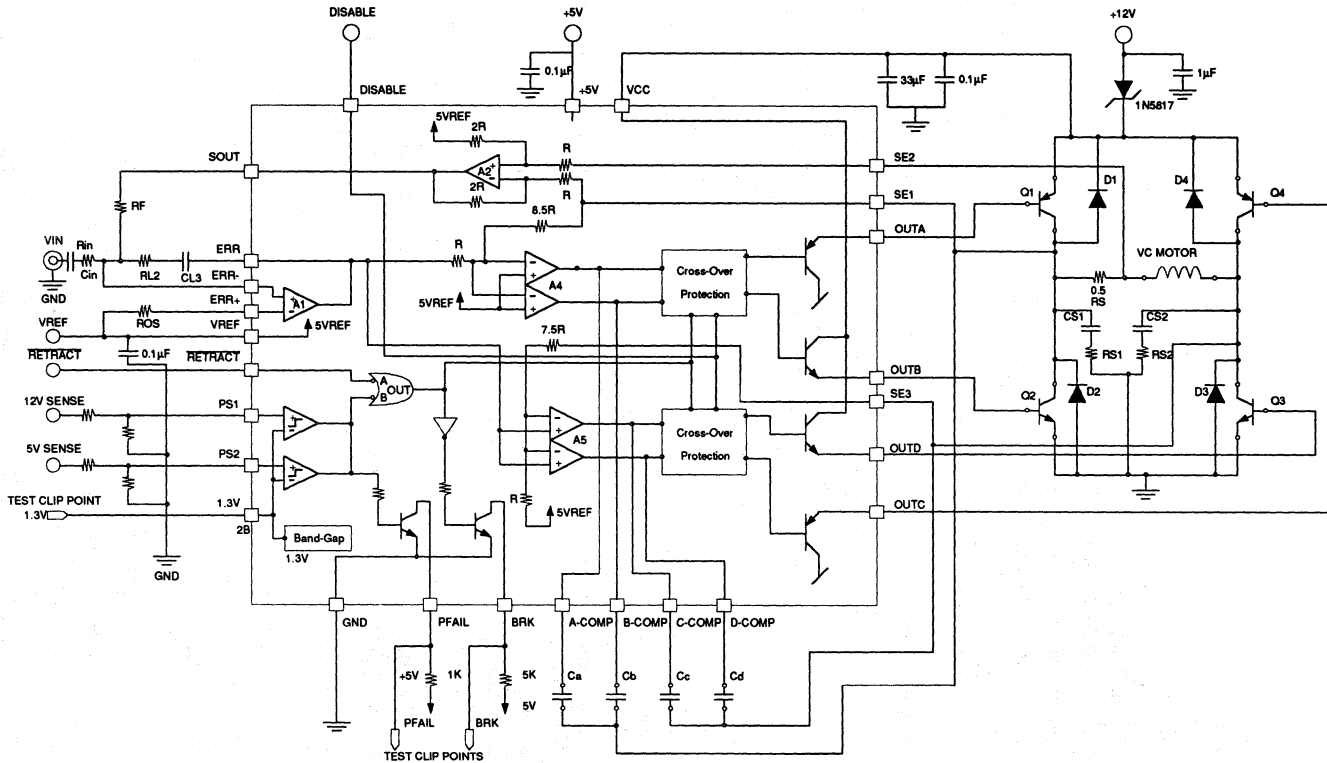 DISABLE
+5V
+12V
0.1µF
+5V
VCC
33µF
0.1µF
1µF
1N5817
DISABLE
5VREF
2R
R
SE2
SOUT
A2
+
-
2R
R
SE1
D1
D4
Q1
Q4
RF
8.5R
OUTA
VIN
Rin
Cin
RL2
CL3
ERR
ERR-
R
Cross-Over
Protection
A4
VC MOTOR
0.5
RS
GND
ERR+
A1
5VREF
CS1
CS2
VREF
ROS
VREF
5VREF
7.5R
RS1
RS2
0.1µF
RETRACT
RETRACT
A
B
OUT
OUTB
SE3
Q2
D2
D3
Q3
12V SENSE
PS1
Cross-Over
Protection
A5
OUTD
5V SENSE
PS2
R
5VREF
OUTC
TEST CLIP POINT
1.3V
1.3V
2B
Band-Gap
1.3V
GND
GND
PFAIL
BRK
A-COMP
B-COMP
C-COMP
D-COMP
+5V
1K
5K
Ca
Cb
Cc
Cd
5V
PFAIL
BRK
TEST CLIP POINTS